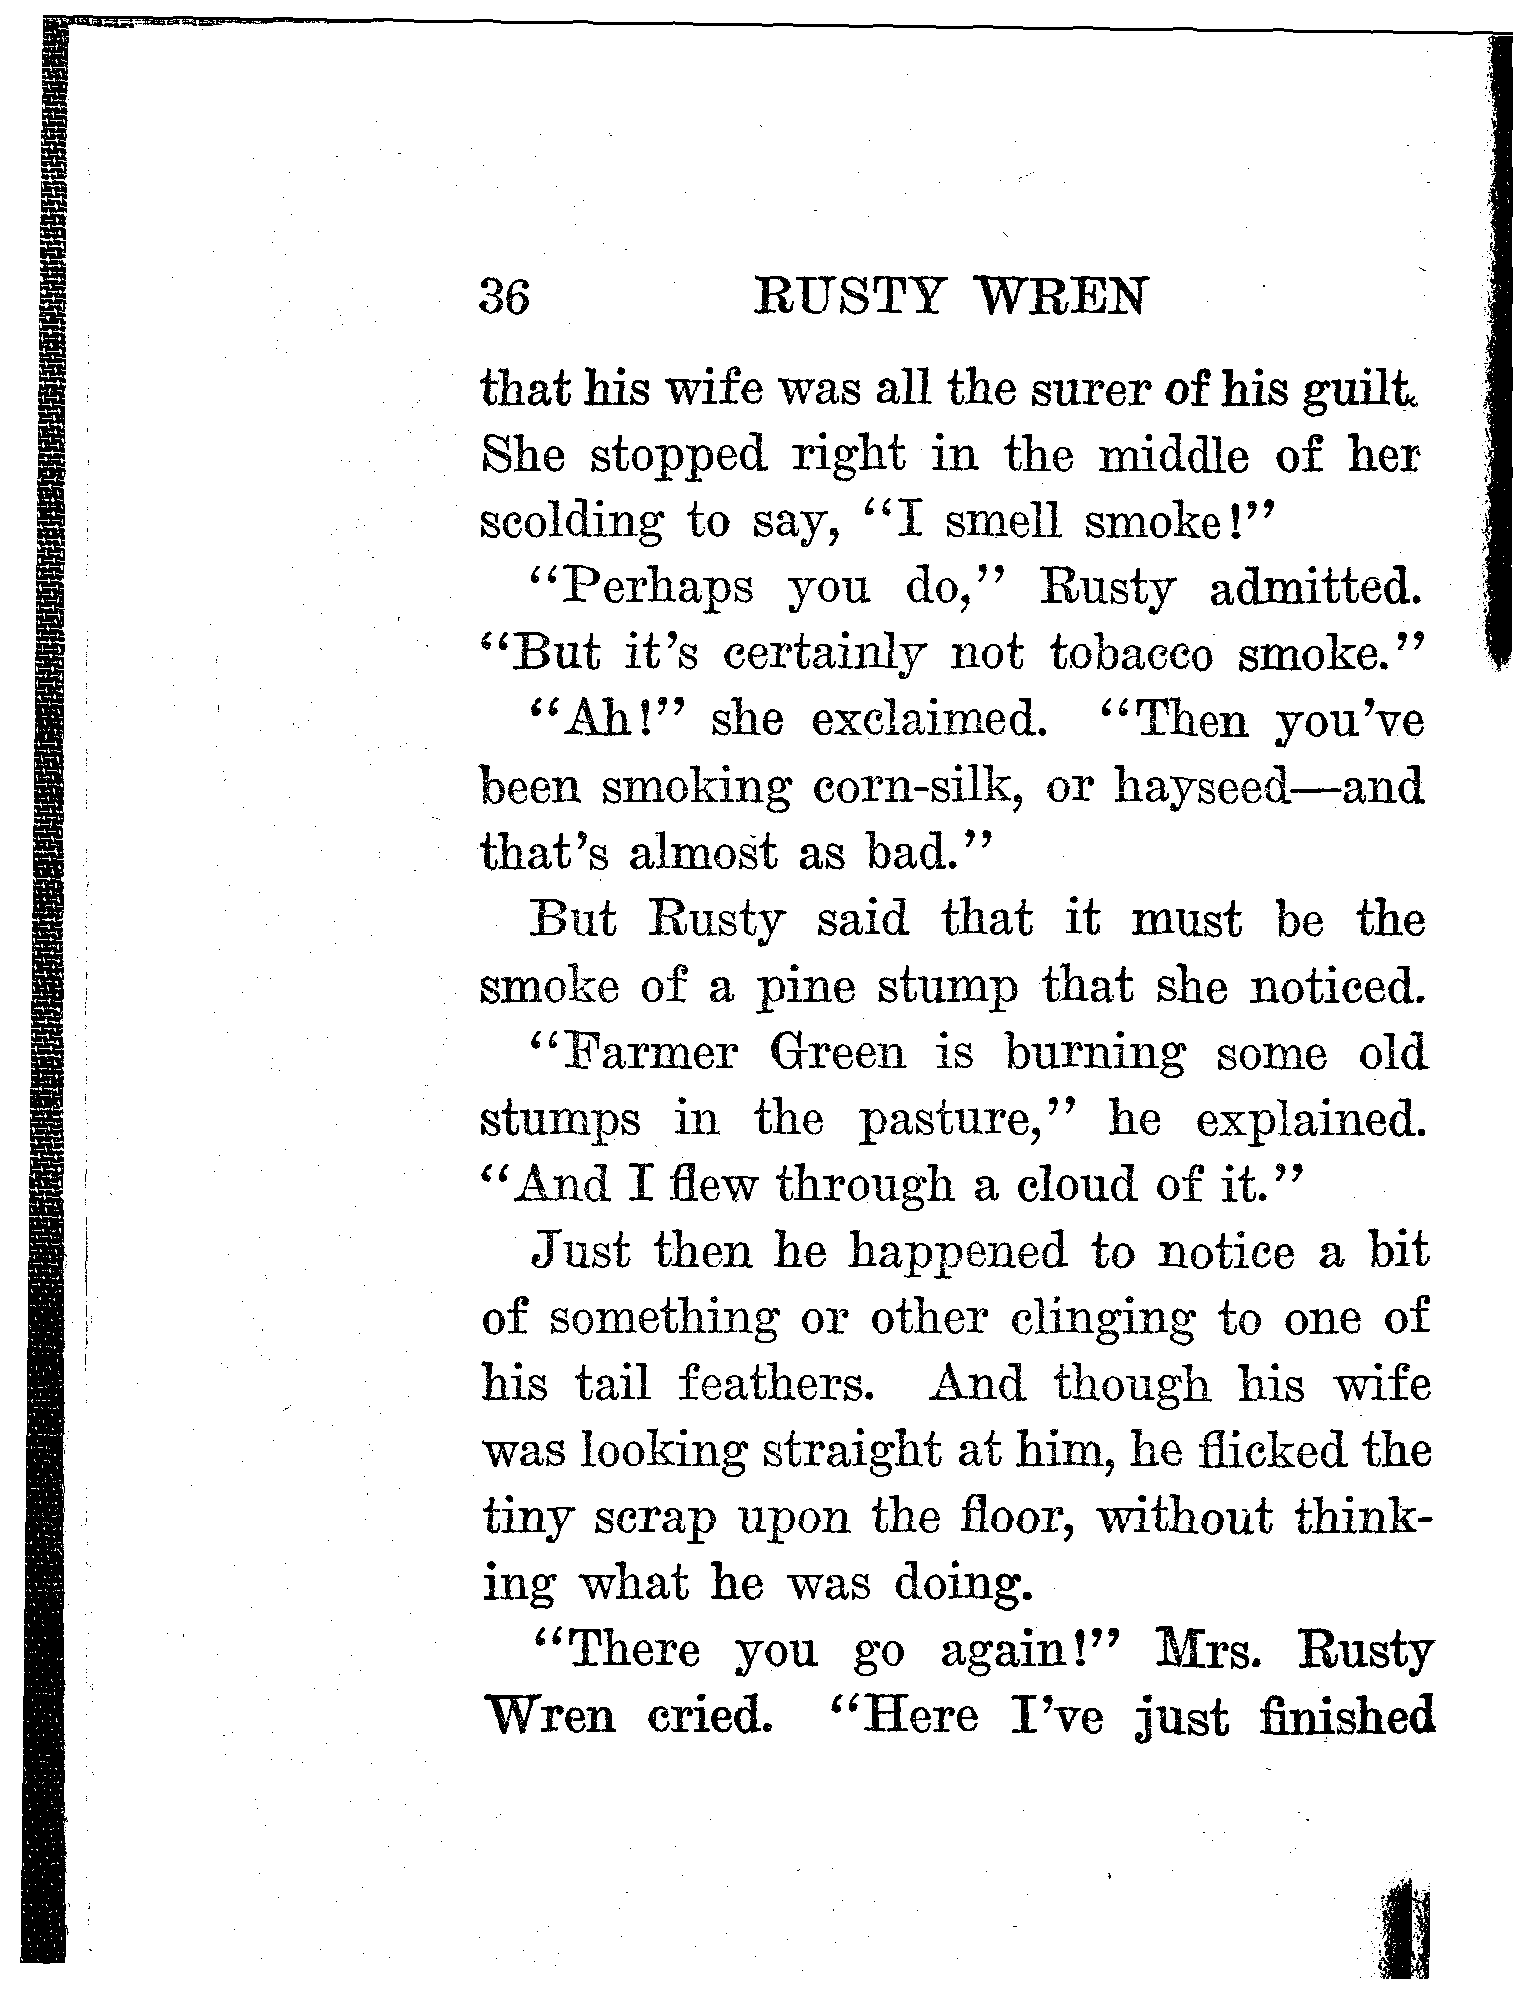 36 RUSTY WREN
that his wife was all the surer of his guilt.
She stopped right in the middle of her
scolding to say, “I smell smoke!”
“Perhaps you do,” Rusty admitted.
“But it’s certainly not tobacco smoke.”
“Ah!” she exclaimed. “Then you’ve
been smoking corn-silk, or hayseed—and
that’s almost as bad.”
But Rusty said that it must be the
smoke of a pine stump that she noticed.
“Farmer Green is burning some old
stumps in the pasture,” he explained.
“And I flew through a cloud of it.”
Just then he happened to notice a bit
of something or other clinging to one of
his tail feathers. And though his wife
was looking straight at him, he flicked the
tiny scrap upon the floor, without think-
ing what he was doing.
“There you go again!” Mrs. Rusty
Wren cried. “Here I’ve just finished